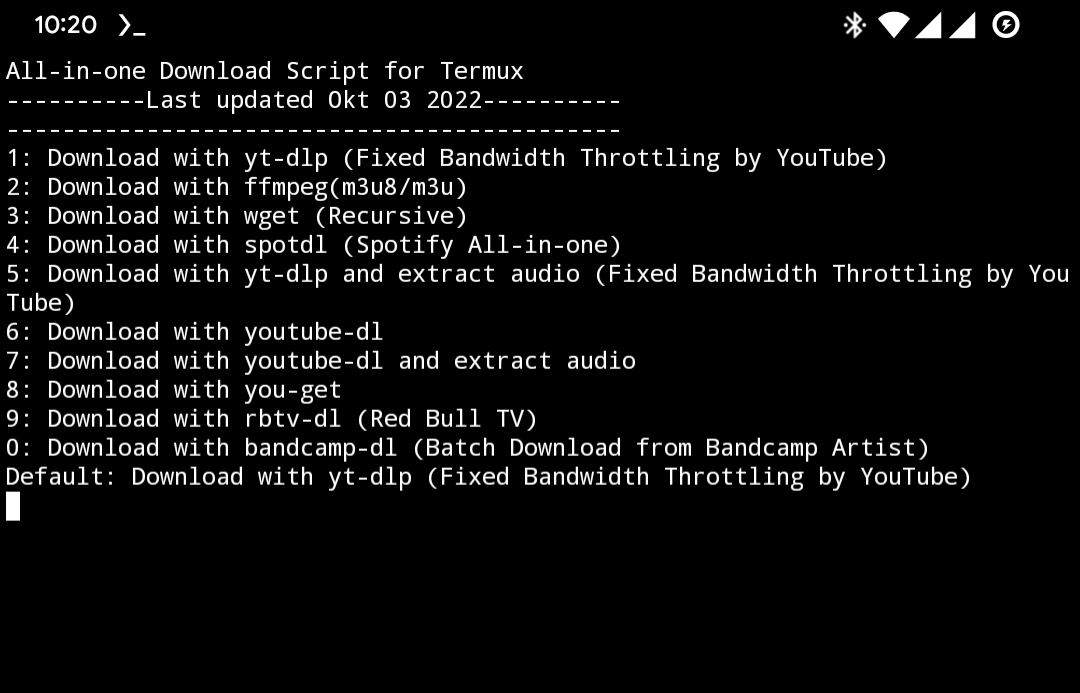 10:20 >_
All-in-one Download Script for Termux
----------Last updated Okt 03 2022----------
--------------------------------------------
1: Download with yt-dlp (Fixed Bandwidth Throttling by YouTube)
2: Download with ffmpeg(m3u8/m3u)
3: Download with wget (Recursive)
4: Download with spotdl (Spotify All-in-one)
5: Download with yt-dlp and extract audio (Fixed Bandwidth Throttling by You
Tube)
6: Download with youtube-dl
7: Download with youtube-dl and extract audio
8: Download with you-get
9: Download with rbtv-dl (Red Bull TV)
0: Download with bandcamp-dl (Batch Download from Bandcamp Artist)
Default: Download with yt-dlp (Fixed Bandwidth Throttling by YouTube)